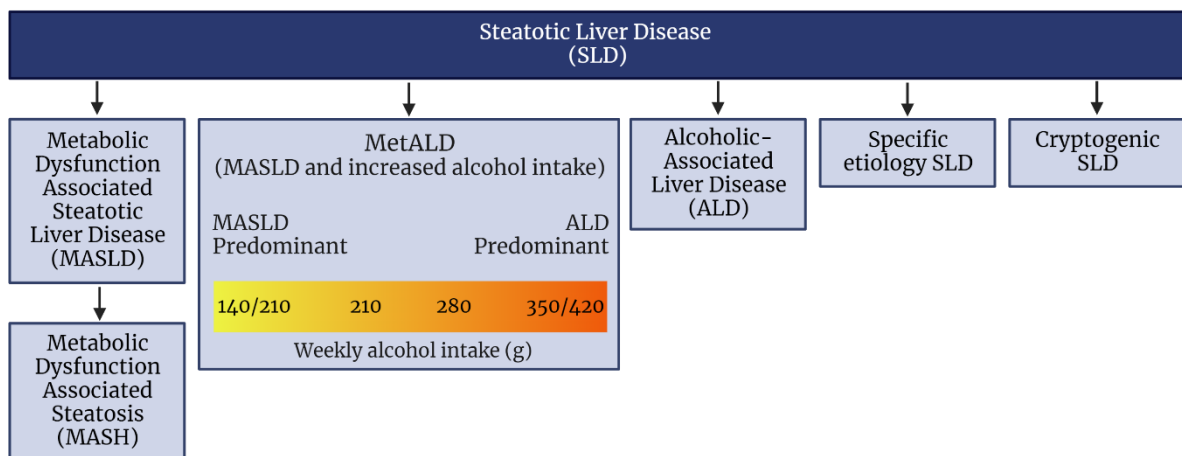 Steatotic Liver Disease
(SLD)
Metabolic
Dysfunction
Associated
Steatotic
Liver Disease
(MASLD)
Metabolic
Dysfunction
Associated
Steatosis
(MASH)
MetALD
(MASLD and increased alcohol intake)
MASLD
Predominant
ALD
Predominant
140/210 210 280 350/420
Weekly alcohol intake (g)
Alcoholic-
Associated
Liver Disease
(ALD)
Specific
etiology SLD
Cryptogenic
SLD